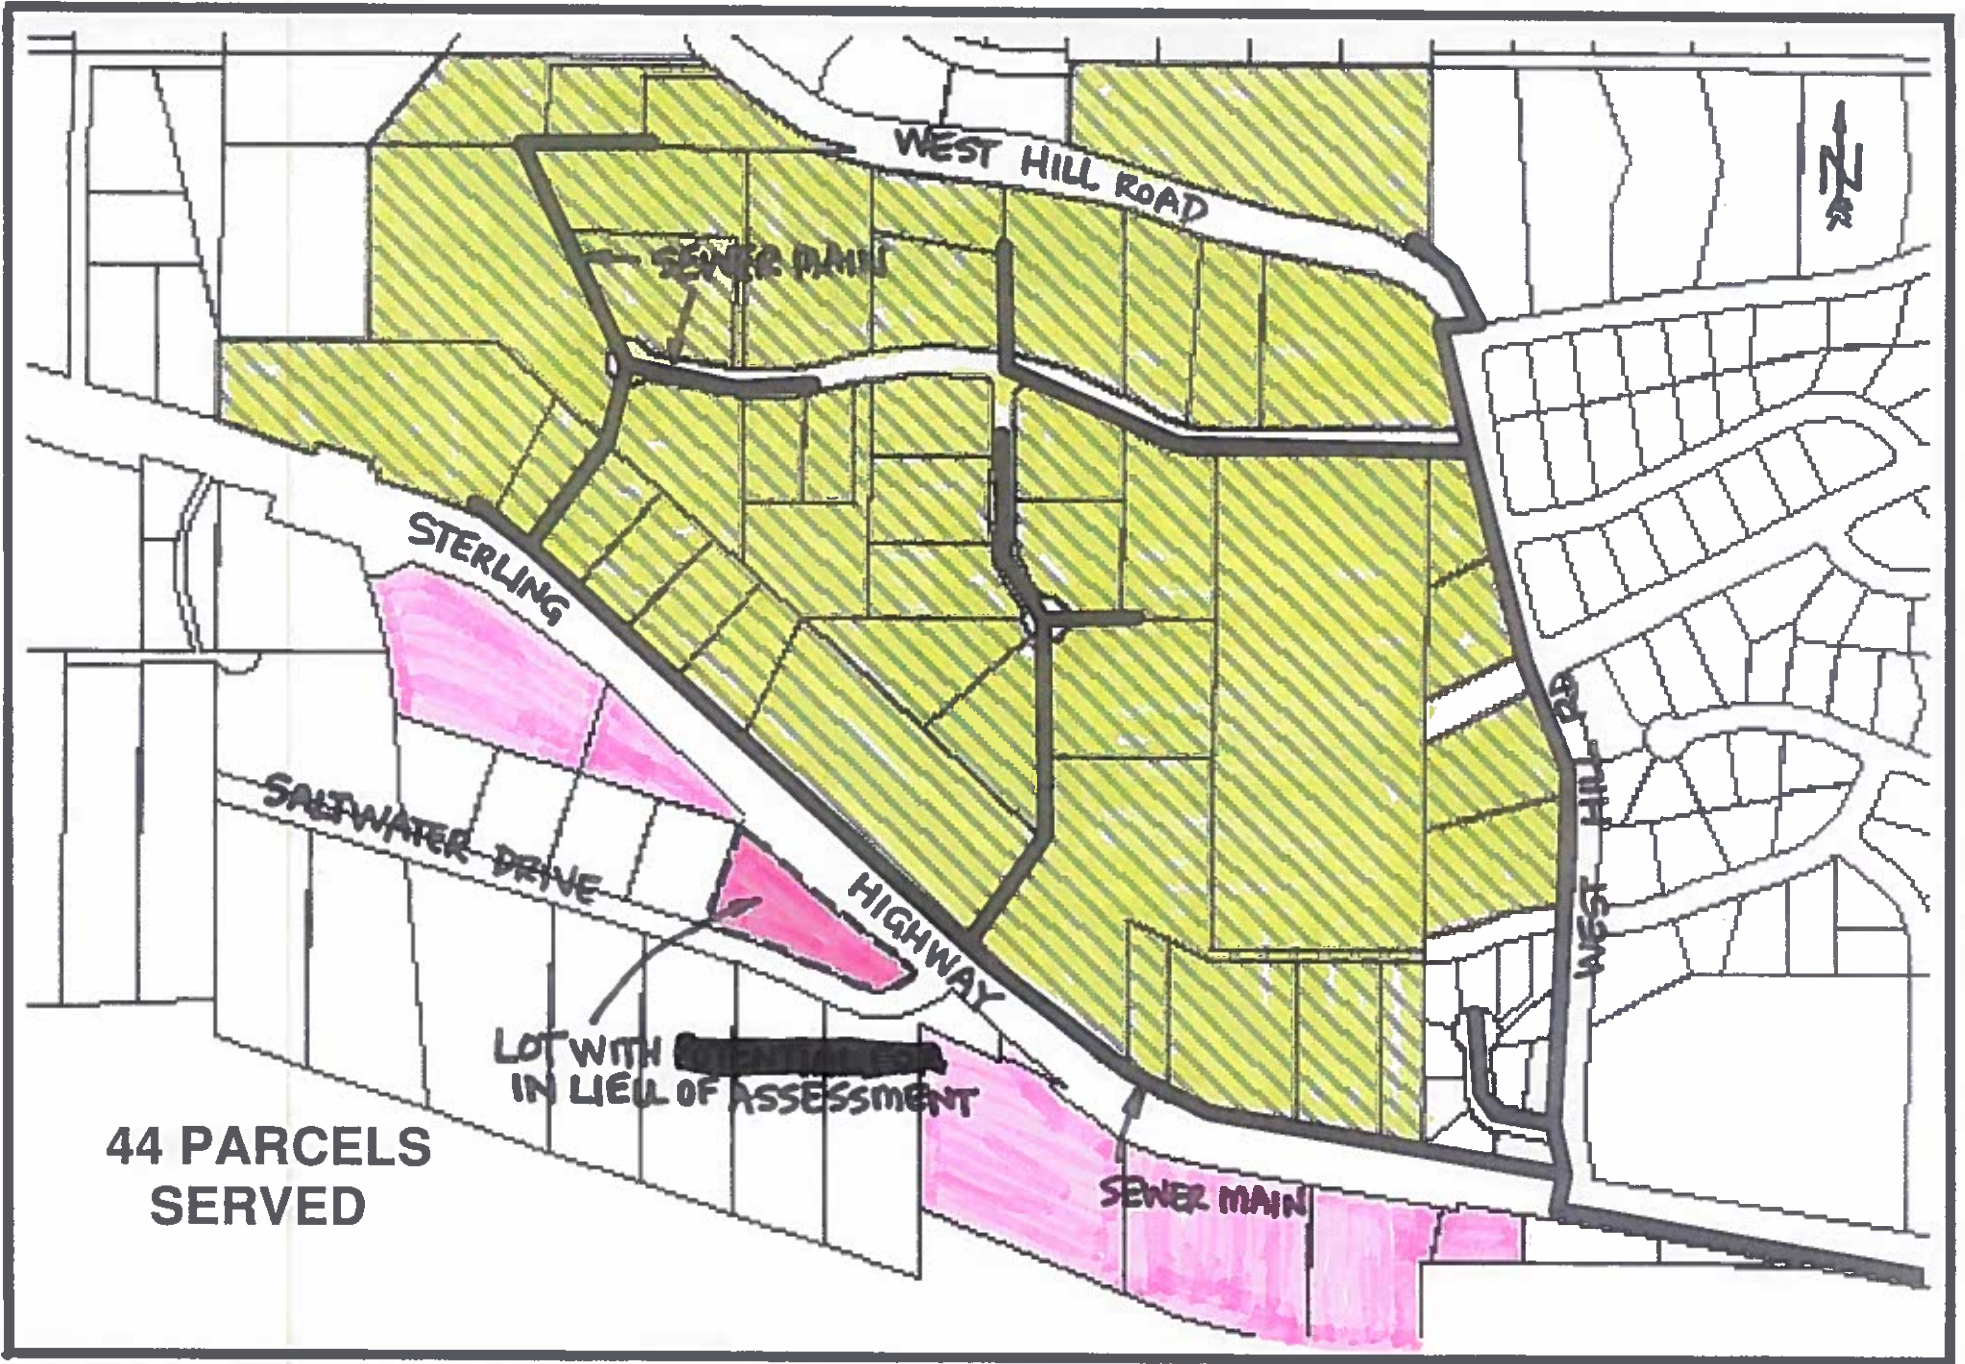 WEST HILL ROAD
N
SEWER MAIN
STERLING
HIGHWAY
WEST HILL RD
SALTWATER DRIVE
LOT WITH
IN LIEU OF ASSESSMENT
44 PARCELS
SERVED
SEWER MAIN